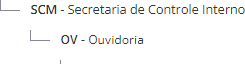 SCM - Secretaria de Controle Interno
OV - Ouvidoria